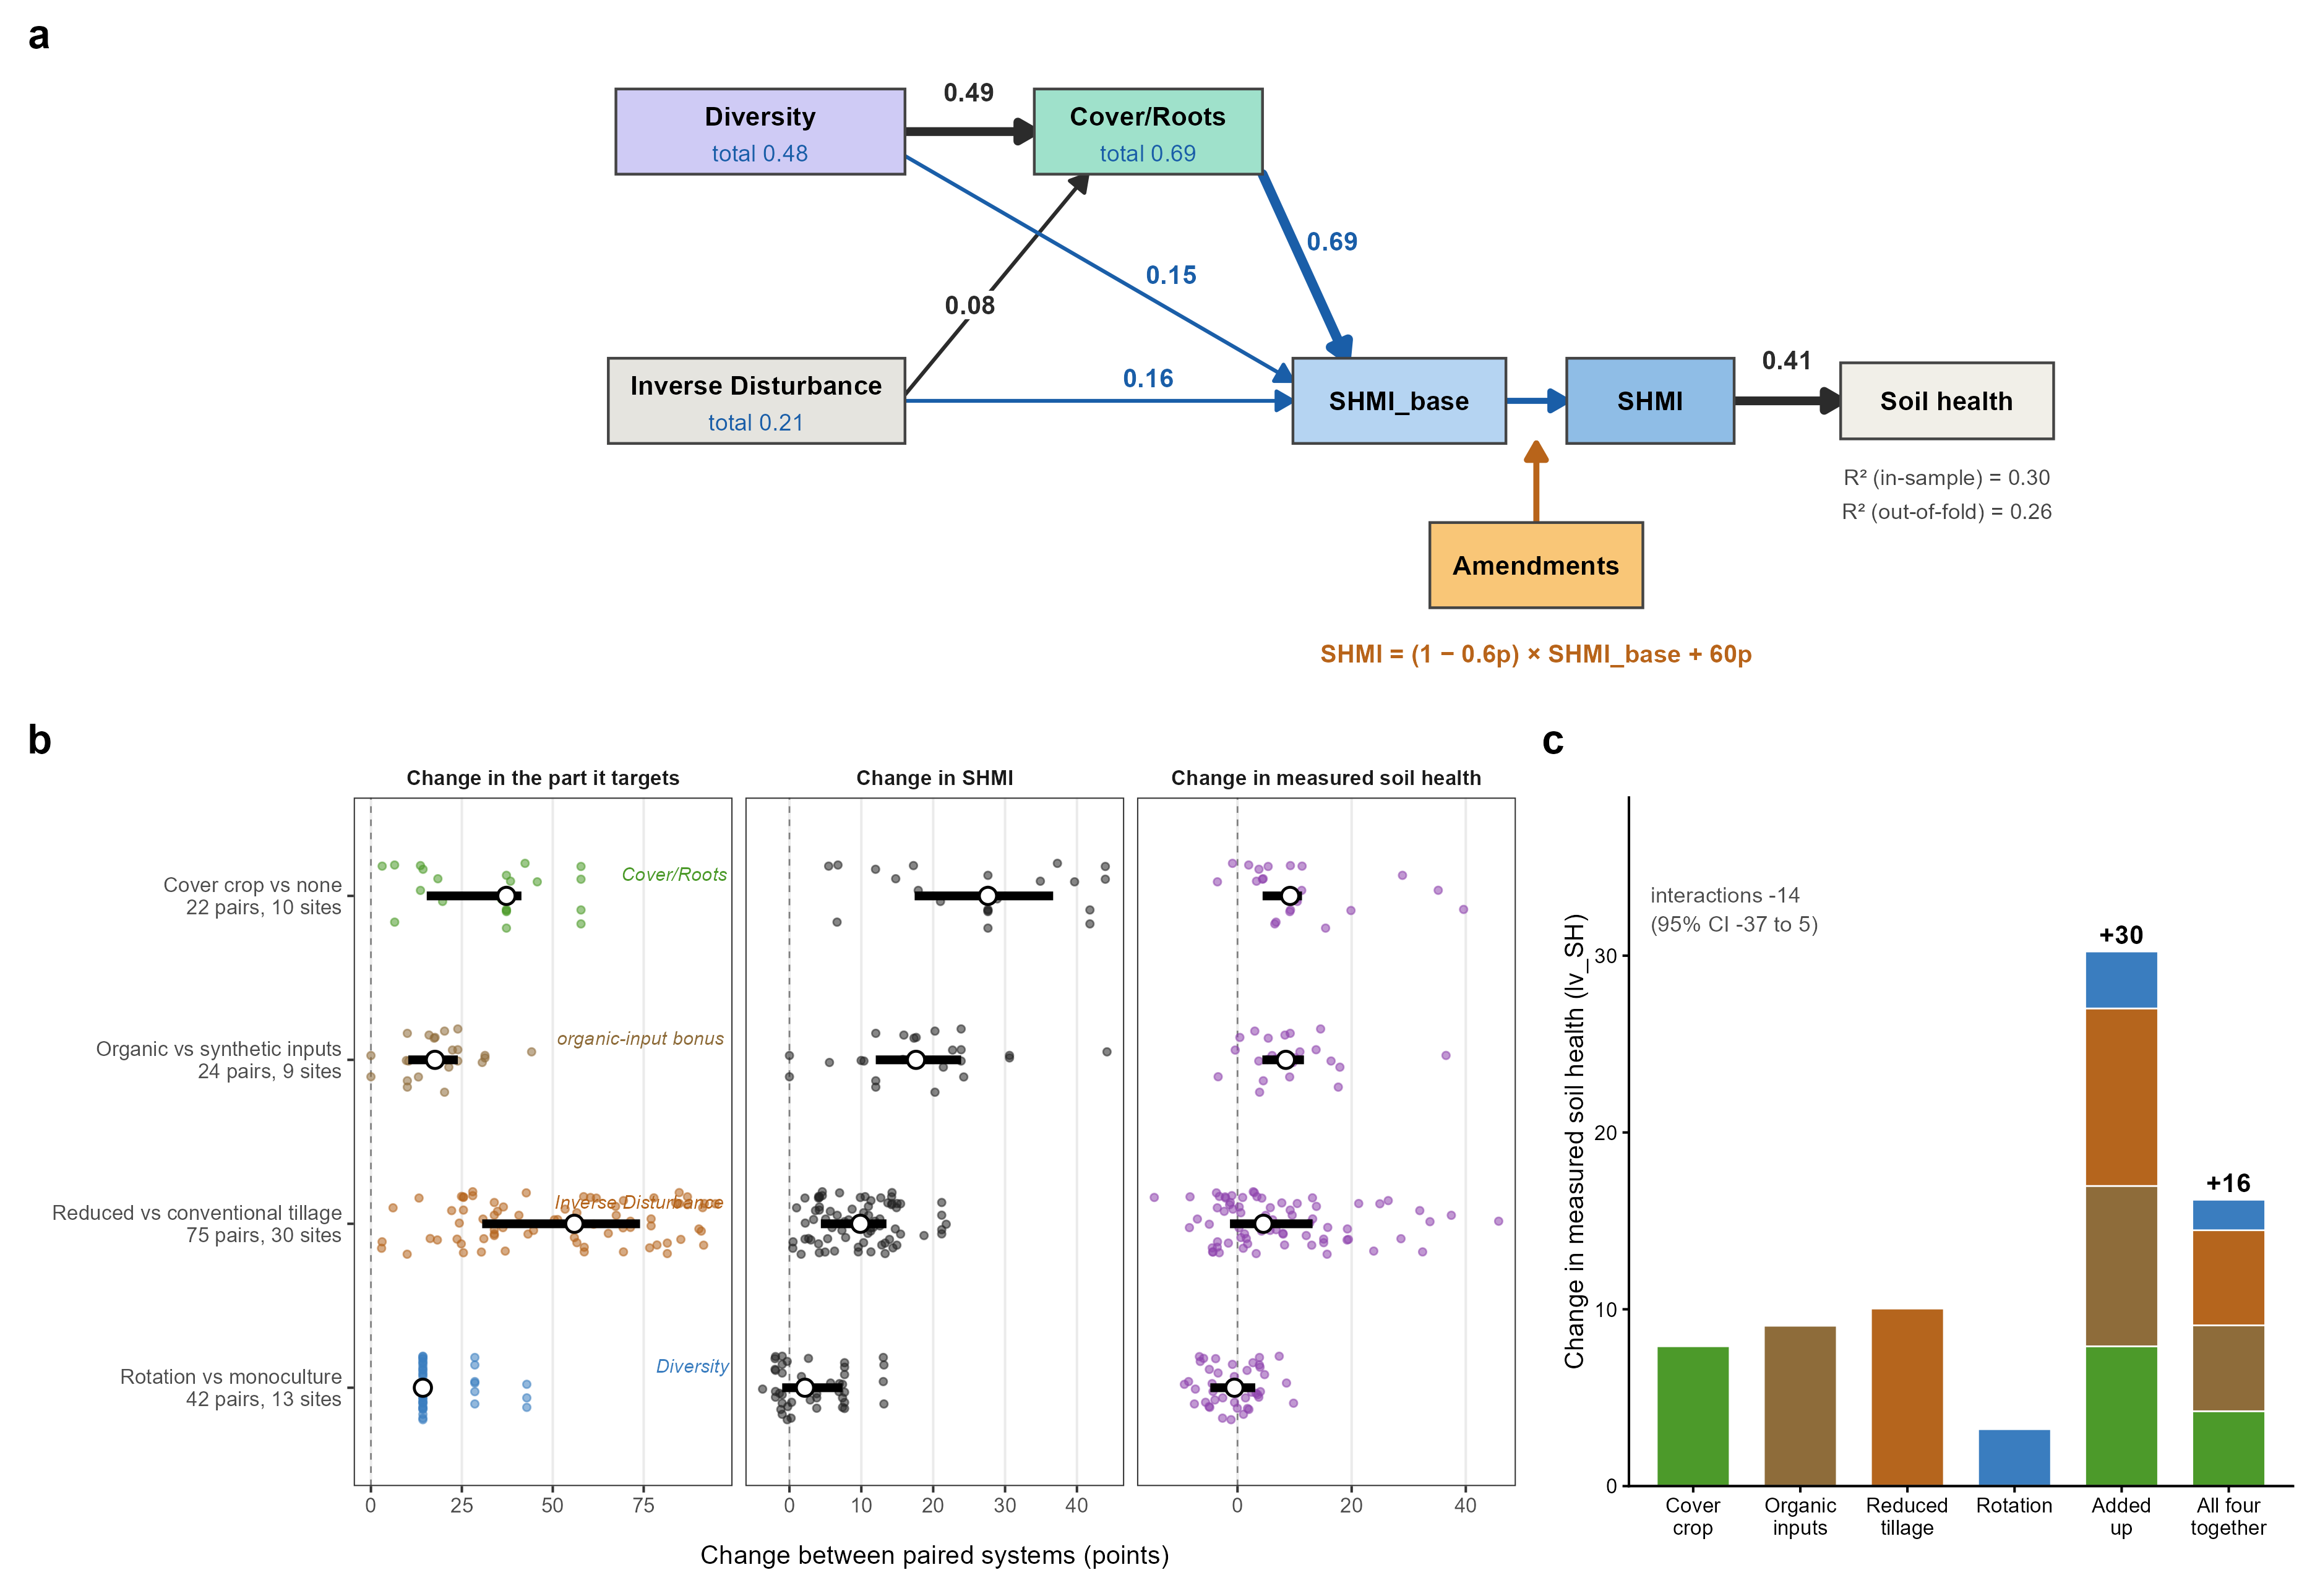 a
Diversity
total 0.48
0.49
Cover/Roots
total 0.69
0.69
0.15
0.08
Inverse Disturbance
total 0.21
0.16
SHMI_base
SHMI
0.41
Soil health
R² (in-sample) = 0.30
R² (out-of-fold) = 0.26
Amendments
SHMI = (1 − 0.6p) × SHMI_base + 60p
b
Change in the part it targets
Change in SHMI
Change in measured soil health
Cover crop vs none
22 pairs, 10 sites
Cover/Roots
Organic vs synthetic inputs
24 pairs, 9 sites
organic-input bonus
Reduced vs conventional tillage
75 pairs, 30 sites
Inverse Disturbance
Rotation vs monoculture
42 pairs, 13 sites
Diversity
0 25 50 75
0 10 20 30 40
0 20 40
Change between paired systems (points)
c
Change in measured soil health (lv_SH)
30
20
10
0
interactions -14
(95% CI -37 to 5)
+30
+16
Cover
crop
Organic
inputs
Reduced
tillage
Rotation
Added
up
All four
together